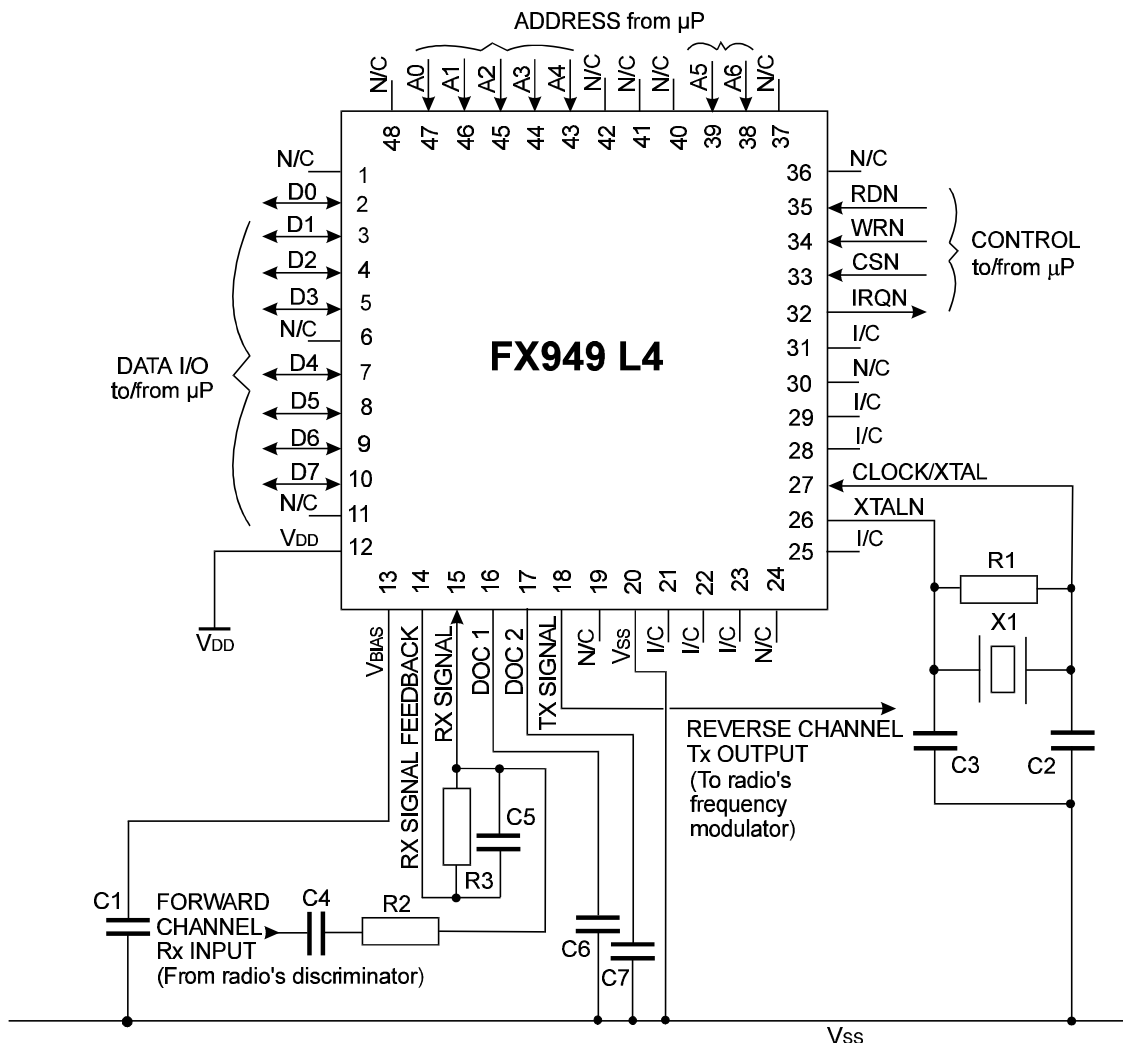 ADDRESS from µP
N/C
A0
A1
A2
A3
A4
N/C
N/C
N/C
A5
A6
N/C
48
47
46
45
44
43
42
41
40
39
38
37
N/C
1
D0
2
D1
3
D2
4
D3
5
N/C
6
D4
7
D5
8
D6
9
D7
10
N/C
11
VDD
12
VDD
DATA I/O
to/from µP
FX949 L4
36
N/C
35
RDN
34
WRN
33
CSN
32
IRQN
31
I/C
30
N/C
29
I/C
28
I/C
27
CLOCK/XTAL
26
XTALN
25
I/C
CONTROL
to/from µP
13
14
15
16
17
18
19
20
21
22
23
24
VBIAS
RX SIGNAL FEEDBACK
RX SIGNAL
DOC 1
DOC 2
TX SIGNAL
N/C
VSS
I/C
I/C
I/C
N/C
R1
X1
C3
C2
REVERSE CHANNEL
Tx OUTPUT
(To radio's
frequency
modulator)
C5
R3
C1
FORWARD
CHANNEL
Rx INPUT
(From radio's discriminator)
C4
R2
C6
C7
VSS